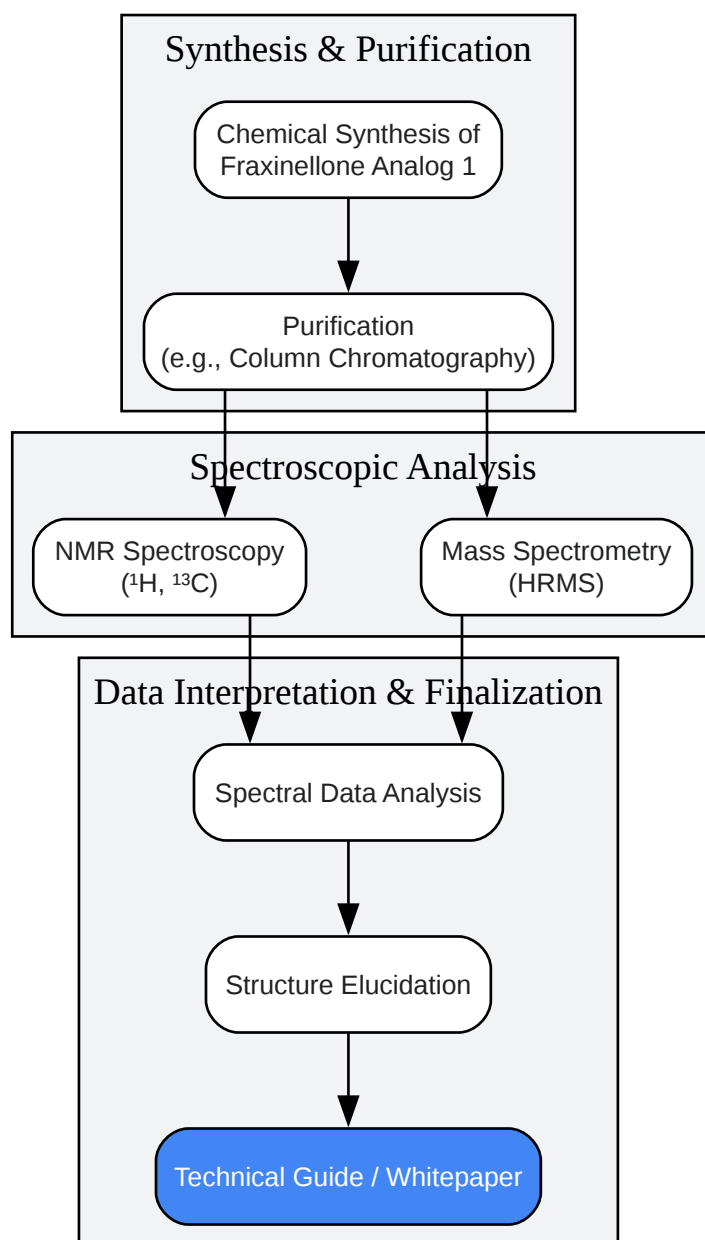 Synthesis & Purification
Chemical Synthesis of
Fraxinellone Analog 1
Purification
(e.g., Column Chromatography)
Spectroscopic Analysis
NMR Spectroscopy
(¹H, ¹³C)
Mass Spectrometry
(HRMS)
Data Interpretation & Finalization
Spectral Data Analysis
Structure Elucidation
Technical Guide / Whitepaper